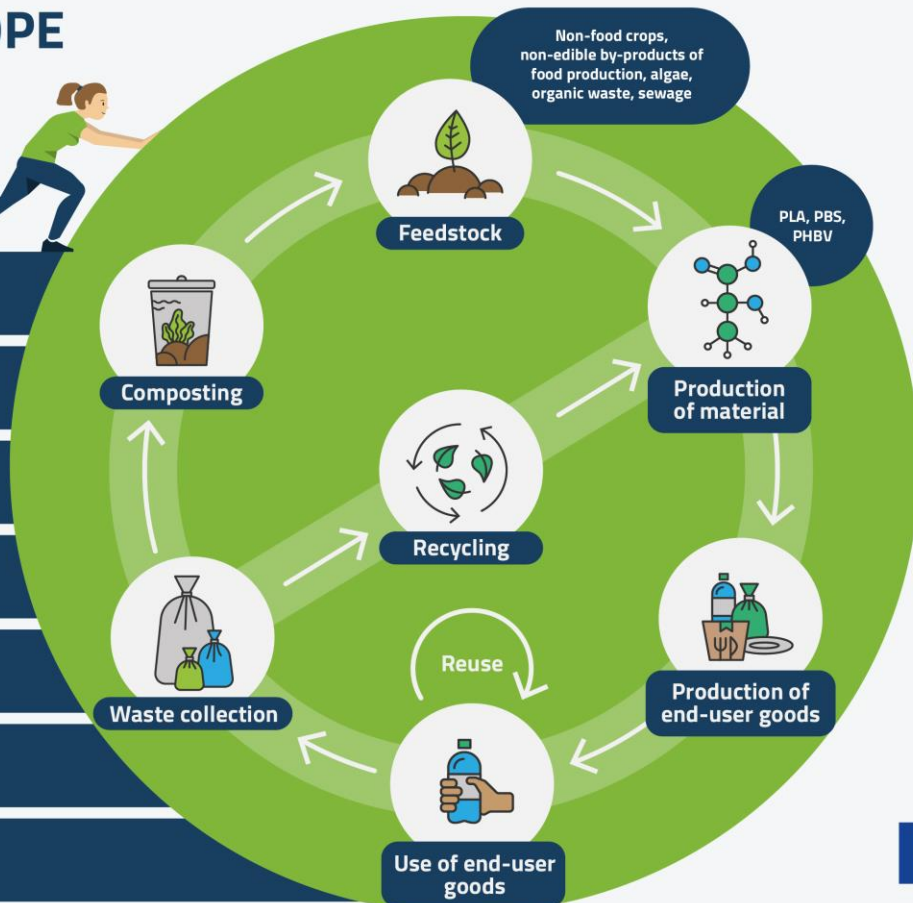 Non-food crops,
non-edible by-products of
food production, algae,
organic waste, sewage
Feedstock
PLA, PBS,
PHBV
Production
of material
Composting
Recycling
Production of
end-user goods
Reuse
Waste collection
Use of end-user
goods